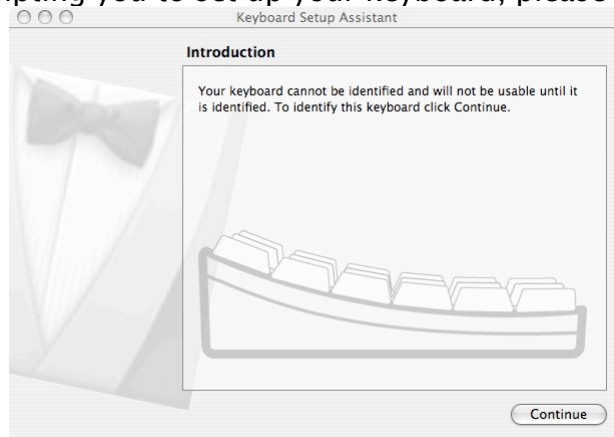 you to set up your keyboard, please
Keyboard Setup Assistant
Introduction
Your keyboard cannot be identified and will not be usable until it
is identified. To identify this keyboard click Continue.
Continue